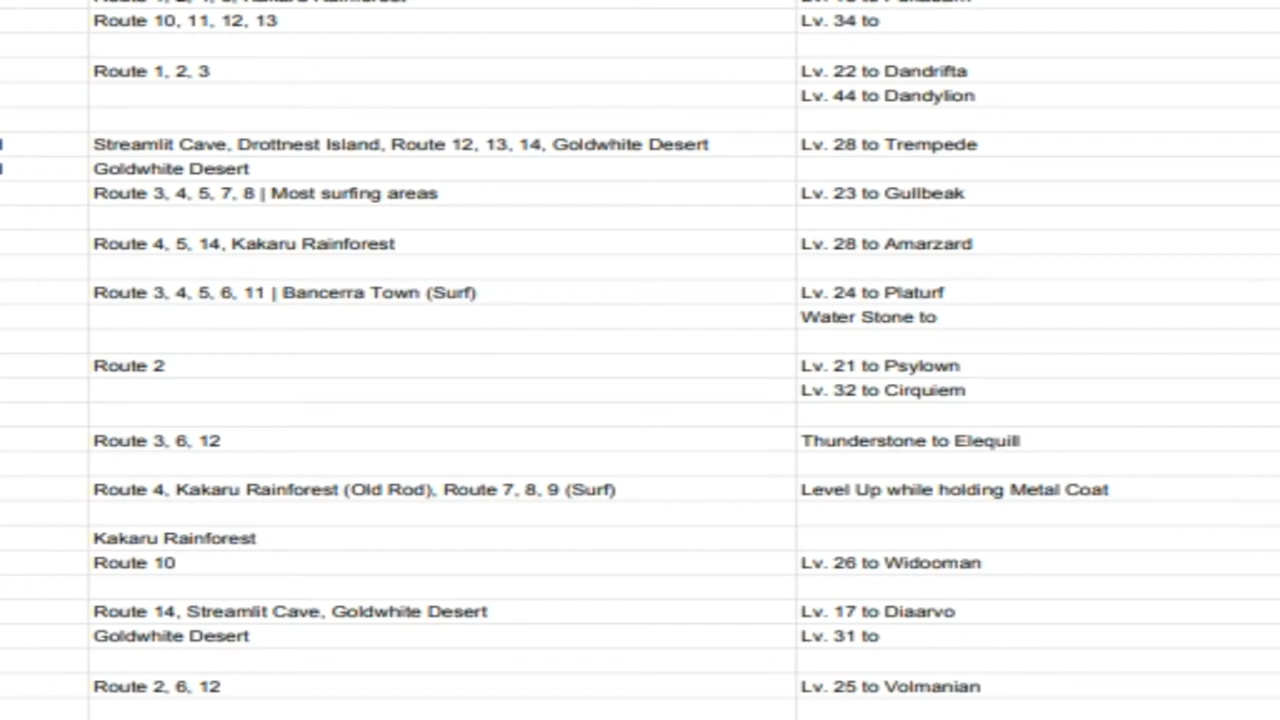 Route 10, 11, 12, 13 Lv. 34 to
Route 1, 2, 3 Lv. 22 to Dandrifta
Lv. 44 to Dandylion
Streamlit Cave, Drottnest Island, Route 12, 13, 14, Goldwhite Desert Lv. 28 to Trempede
Goldwhite Desert
Route 3, 4, 5, 7, 8 | Most surfing areas Lv. 23 to Gullbeak
Route 4, 5, 14, Kakaru Rainforest Lv. 28 to Amarzard
Route 3, 4, 5, 6, 11 | Bancerra Town (Surf) Lv. 24 to Platurf
Water Stone to
Route 2 Lv. 21 to Psylown
Lv. 32 to Cirquiem
Route 3, 6, 12 Thunderstone to Elequill
Route 4, Kakaru Rainforest (Old Rod), Route 7, 8, 9 (Surf) Level Up while holding Metal Coat
Kakaru Rainforest
Route 10 Lv. 26 to Widooman
Route 14, Streamlit Cave, Goldwhite Desert Lv. 17 to Diaarvo
Goldwhite Desert Lv. 31 to
Route 2, 6, 12 Lv. 25 to Volmanian